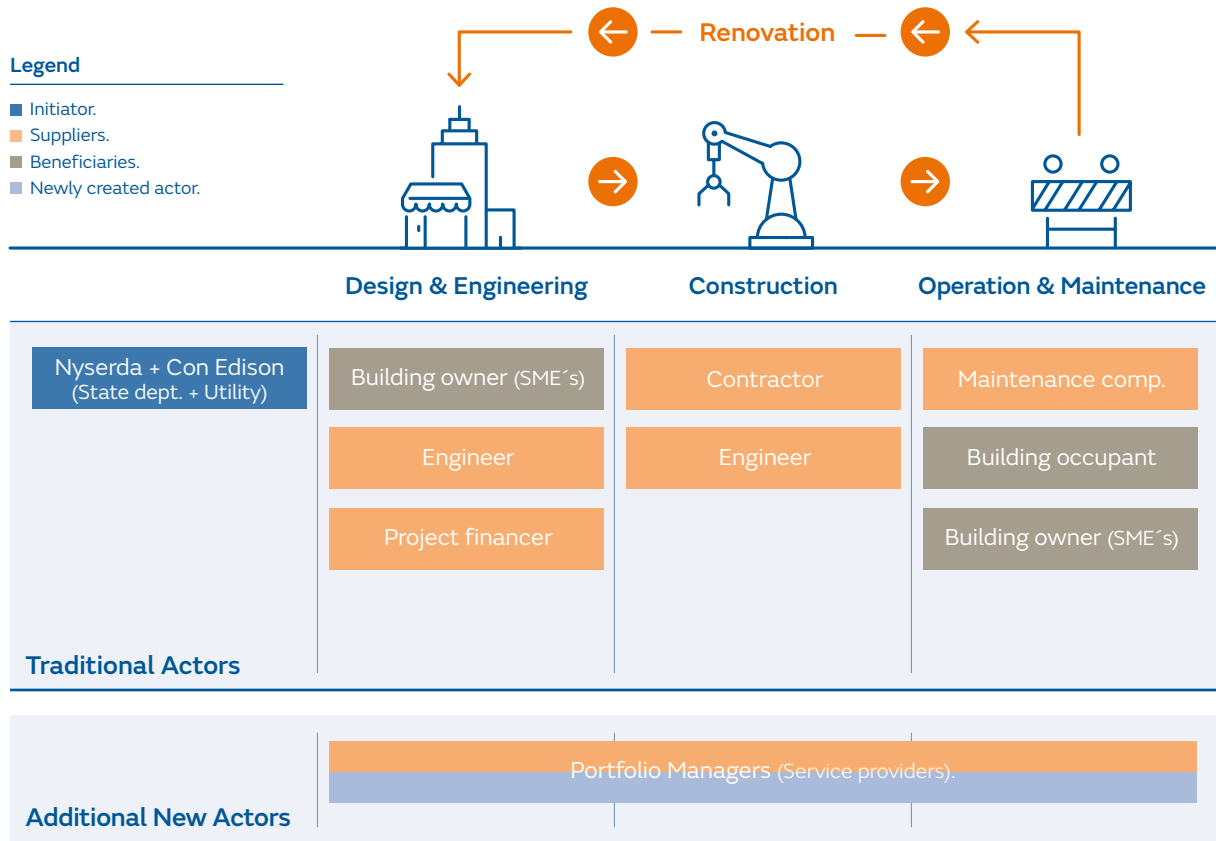 Renovation
Legend
Initiator.
Suppliers.
Beneficiaries.
Newly created actor.
Design & Engineering
Construction
Operation & Maintenance
Nyserda + Con Edison
(State dept. + Utility)
Building owner (SME´s)
Contractor
Maintenance comp.
Engineer
Engineer
Building occupant
Project financer
Building owner (SME´s)
Traditional Actors
Portfolio Managers (Service providers).
Additional New Actors